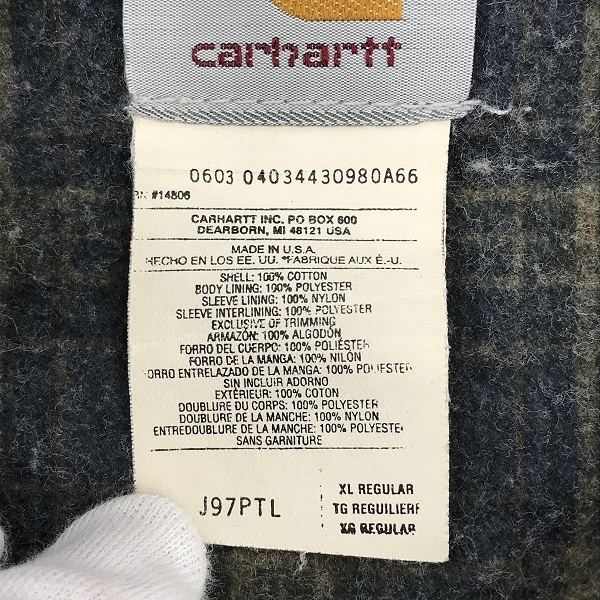 carhartt
0603 04034430980A66
RN #14806
CARHARTT INC. PO BOX 600
DEARBORN, MI 48121 USA
MADE IN U.S.A.
HECHO EN LOS EE. UU. *FABRIQUE AUX É.-U.
SHELL: 100% COTTON
BODY LINING: 100% POLYESTER
SLEEVE LINING: 100% NYLON
SLEEVE INTERLINING: 100% POLYESTER
EXCLUSIVE OF TRIMMING
ARMAZÓN: 100% ALGODÓN
FORRO DEL CUERPO: 100% POLIÉSTER
FORRO DE LA MANGA: 100% NILÓN
FORRO ENTRELAZADO DE LA MANGA: 100% POLIÉSTER
SIN INCLUIR ADORNO
EXTÉRIEUR: 100% COTON
DOUBLURE DU CORPS: 100% POLYESTER
DOUBLURE DE LA MANCHE: 100% NYLON
ENTREDOUBLURE DE LA MANCHE: 100% POLYESTE
SANS GARNITURE
J97PTL
XL REGULAR
TG REGUILIERE
XG REGULAR